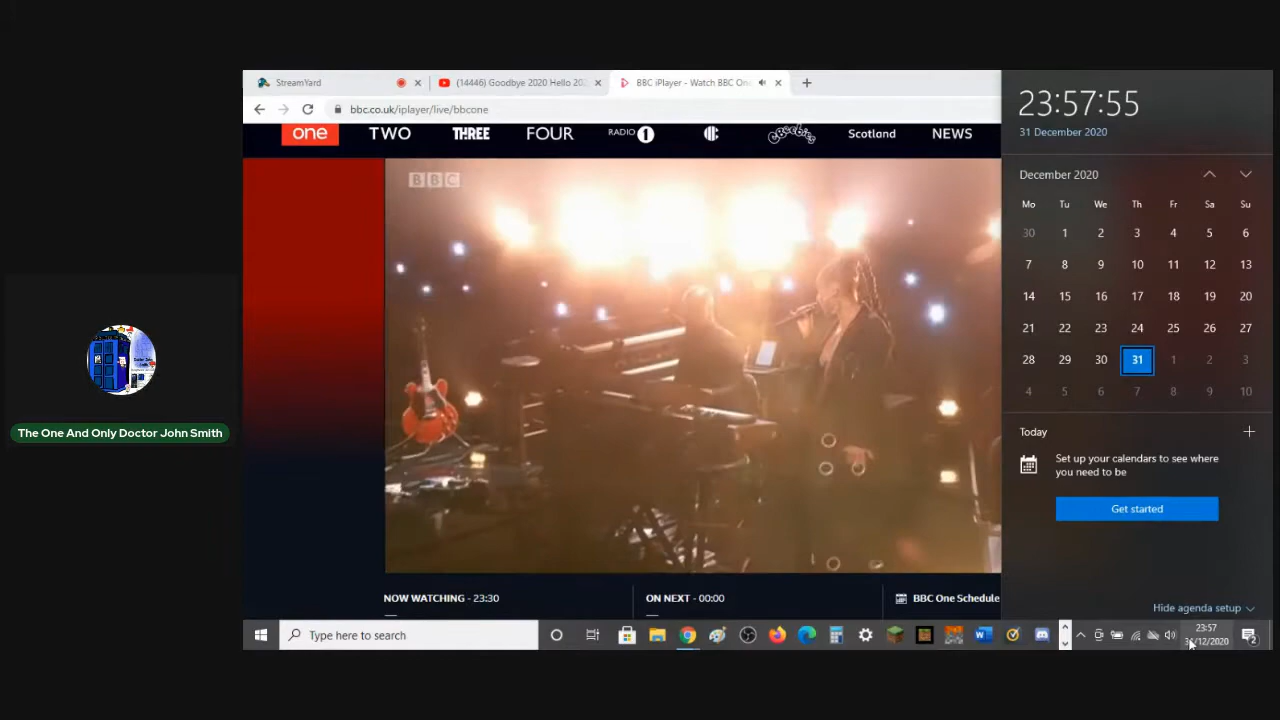 StreamYard
(14446) Goodbye 2020 Hello 202
BBC iPlayer - Watch BBC One
bbc.co.uk/iplayer/live/bbcone
one TWO THREE FOUR RADIO 1 CBeebies Scotland NEWS
BBC
NOW WATCHING - 23:30
ON NEXT - 00:00
BBC One Schedule
The One And Only Doctor John Smith
23:57:55
31 December 2020
December 2020
Mo Tu We Th Fr Sa Su
30 1 2 3 4 5 6
7 8 9 10 11 12 13
14 15 16 17 18 19 20
21 22 23 24 25 26 27
28 29 30 31 1 2 3
4 5 6 7 8 9 10
Today
Set up your calendars to see where
you need to be
Get started
Hide agenda setup
Type here to search
23:57
31/12/2020
2